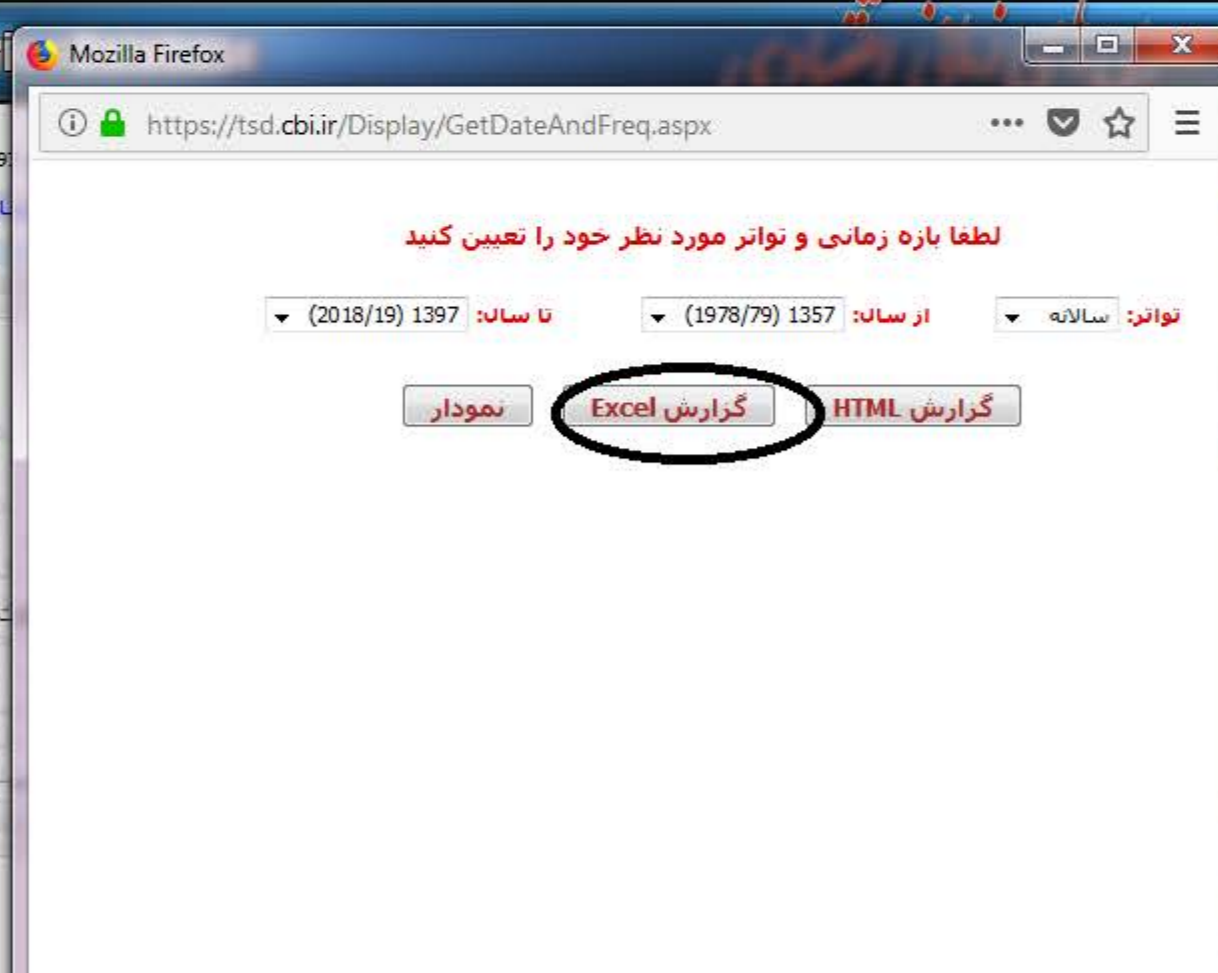 Mozilla Firefox
https://tsd.cbi.ir/Display/GetDateAndFreq.aspx
لطفا بازه زمانی و تواتر مورد نظر خود را تعیین کنید
تواتر: سالانه از سال: 1357 (1978/79) تا سال: 1397 (2018/19)
گزارش HTML گزارش Excel نمودار